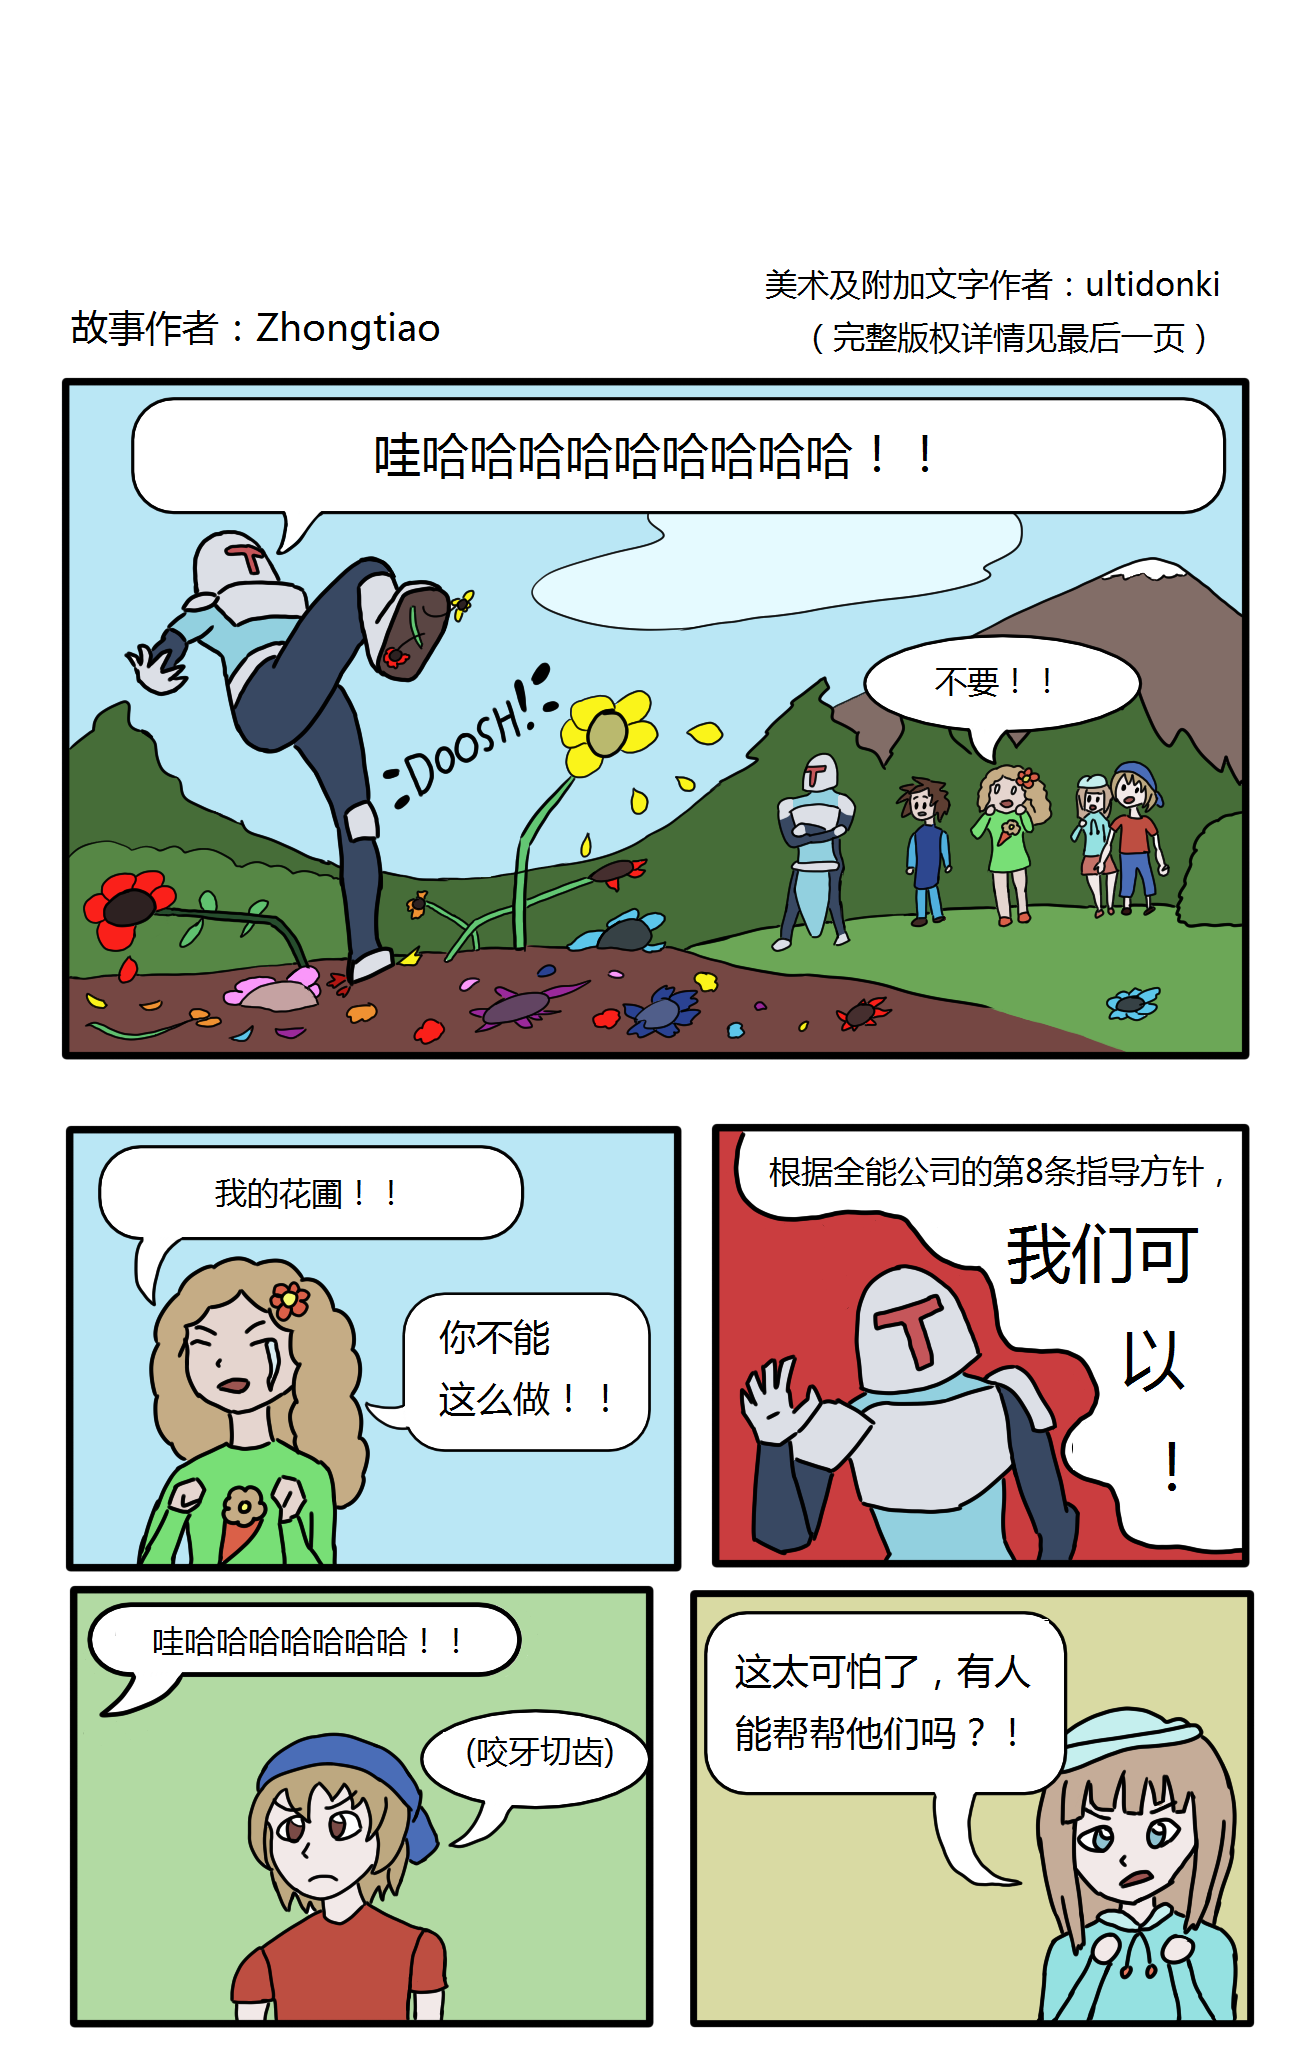 美术及附加文字作者：ultidonki
故事作者：Zhongtiao
（完整版权详情见最后一页）
哇哈哈哈哈哈哈哈哈哈！！
T
DOOSH!
不要！！
T
我的花圃！！
你不能
这么做！！
根据全能公司的第8条指导方针，
我们可
以
！
T
哇哈哈哈哈哈哈哈！！
(咬牙切齿)
这太可怕了，有人
能帮帮他们吗？！